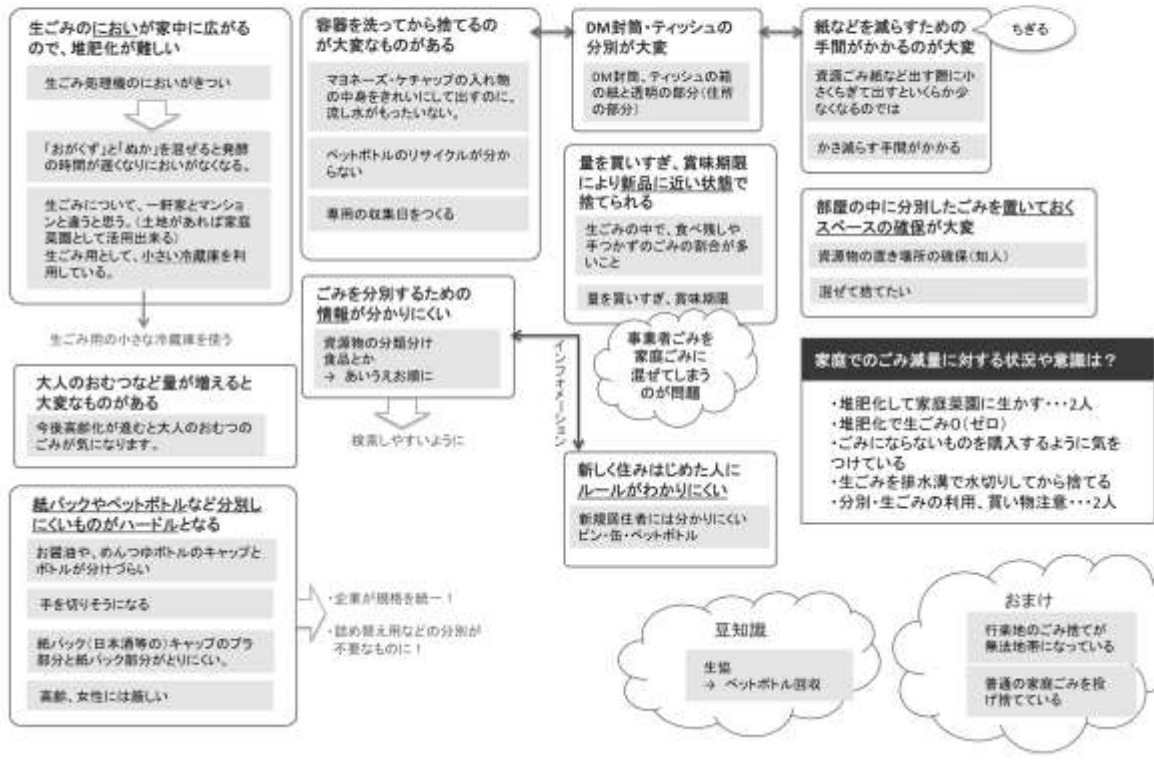 生ごみのにおいが家中に広がる
ので、堆肥化が難しい
生ごみ処理機のにおいがきつい
「おがくず」と「ぬか」を混ぜると発酵
の時間が遅くなりにおいがなくなる。
生ごみについて、一軒家とマンショ
ンと違うと思う。(土地があれば家庭
菜園として活用出来る)
生ごみ用として、小さい冷蔵庫を利
用している。
生ごみ用の小さな冷蔵庫を使う
大人のおむつなど量が増えると
大変なものがある
今後高齢化が進むと大人のおむつの
ごみが気になります。
紙パックやペットボトルなど分別し
にくいものがハードルとなる
お醤油や、めんつゆボトルのキャップと
ボトルが分けづらい
手を切りそうになる
紙パック(日本酒等の)キャップのプラ
部分と紙パック部分がとりにくい。
高齢、女性には厳しい
・企業が規格を統一!
・詰め替え用などの分別が
不要なものに!
容器を洗ってから捨てるの
が大変なものがある
マヨネーズ・ケチャップの入れ物
の中身をきれいにして出すのに、
流し水がもったいない。
ペットボトルのリサイクルが分か
らない
専用の収集日をつくる
ごみを分別するための
情報が分かりにくい
資源物の分類分け
食品とか
→ あいうえお順に
検索しやすいように
インフォメーション
DM封筒・ティッシュの
分別が大変
DM封筒、ティッシュの箱
の紙と透明の部分(住所
の部分)
量を買いすぎ、賞味期限
により新品に近い状態で
捨てられる
生ごみの中で、食べ残しや
手つかずのごみの割合が多
いこと
量を買いすぎ、賞味期限
事業者ごみを
家庭ごみに
混ぜてしまう
のが問題
新しく住みはじめた人に
ルールがわかりにくい
新規居住者には分かりにくい
ビン・缶・ペットボトル
紙などを減らすための
手間がかかるのが大変
ちぎる
資源ごみ紙など出す際に小
さくちぎて出すといくらか少
なくなるのでは
かさ減らす手間がかかる
部屋の中に分別したごみを置いておく
スペースの確保が大変
資源物の置き場所の確保(知人)
混ぜて捨てたい
家庭でのごみ減量に対する状況や意識は?
・堆肥化して家庭菜園に生かす・・・2人
・堆肥化で生ごみ0(ゼロ)
・ごみにならないものを購入するように気を
つけている
・生ごみを排水溝で水切りしてから捨てる
・分別・生ごみの利用、買い物注意・・・2人
豆知識
生協
→ ペットボトル回収
おまけ
行楽地のごみ捨てが
無法地帯になっている
普通の家庭ごみを投
げ捨てている